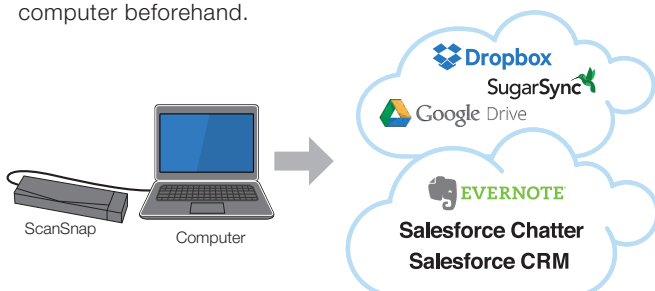 computer beforehand.
Dropbox
SugarSync
Google Drive
EVERNOTE
Salesforce Chatter
Salesforce CRM
ScanSnap
Computer